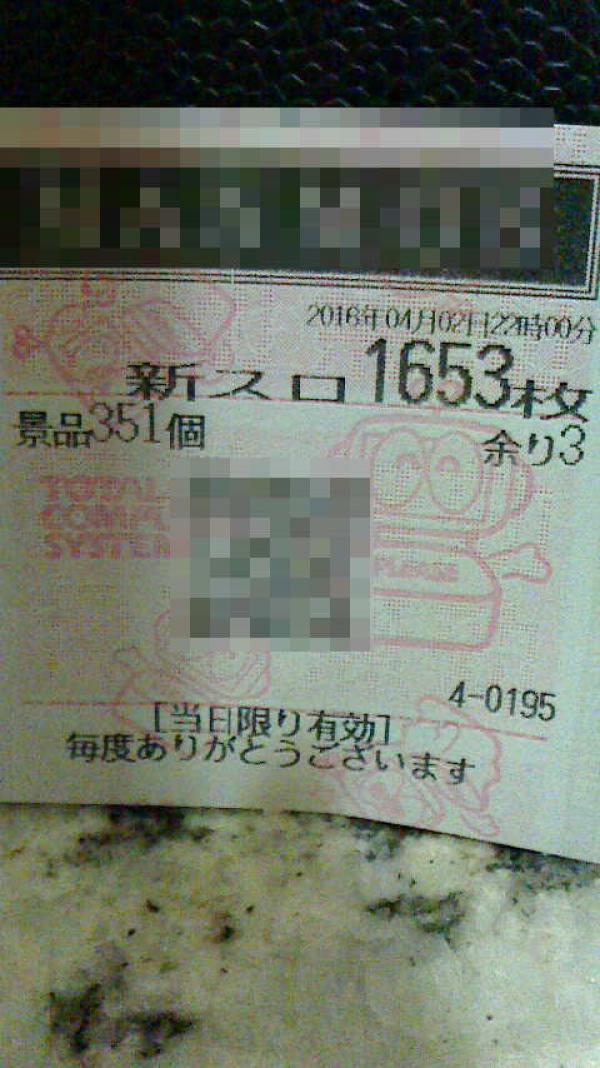 2016年04月02日22時00分
新スロ 1653枚
景品351個 余り3
TOTAL
COMPU
SYSTEM
4-0195
[当日限り有効]
毎度ありがとうございます